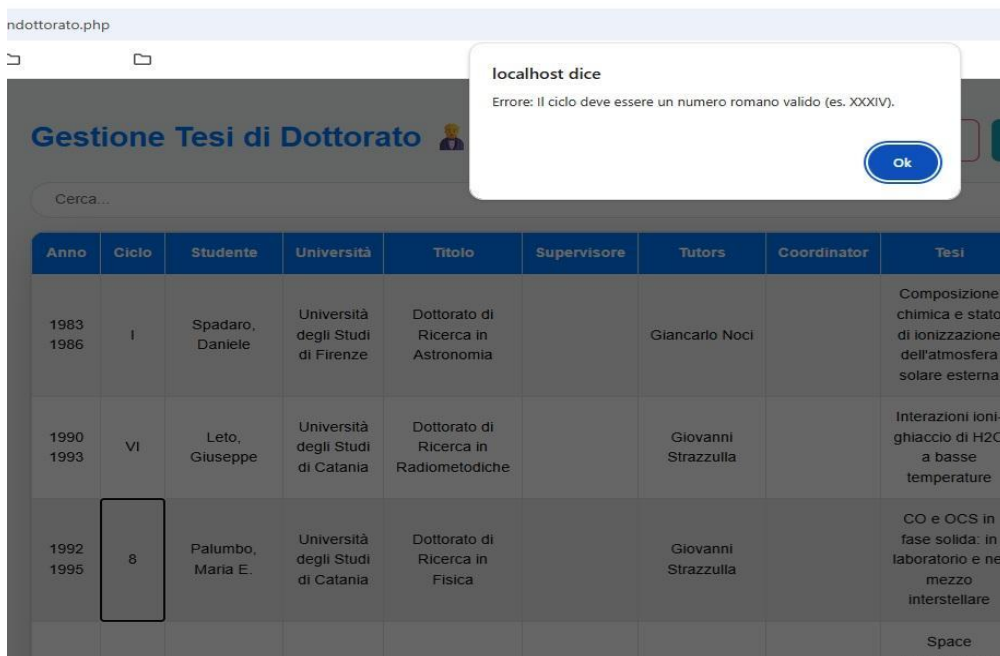 ndottorato.php
localhost dice
Errore: Il ciclo deve essere un numero romano valido (es. XXXIV).
Ok
Gestione Tesi di Dottorato
Cerca...
Anno Ciclo Studente Università Titolo Supervisore Tutors Coordinator Tesi
1983
1986
I
Spadaro,
Daniele
Università
degli Studi
di Firenze
Dottorato di
Ricerca in
Astronomia
Giancarlo Noci
Composizione
chimica e stato
di ionizzazione
dell'atmosfera
solare esterna
1990
1993
VI
Leto,
Giuseppe
Università
degli Studi
di Catania
Dottorato di
Ricerca in
Radiometodiche
Giovanni
Strazzulla
Interazioni ioni-
ghiaccio di H2O
a basse
temperature
1992
1995
8
Palumbo,
Maria E.
Università
degli Studi
di Catania
Dottorato di
Ricerca in
Fisica
Giovanni
Strazzulla
CO e OCS in
fase solida: in
laboratorio e ne
mezzo
interstellare
Space